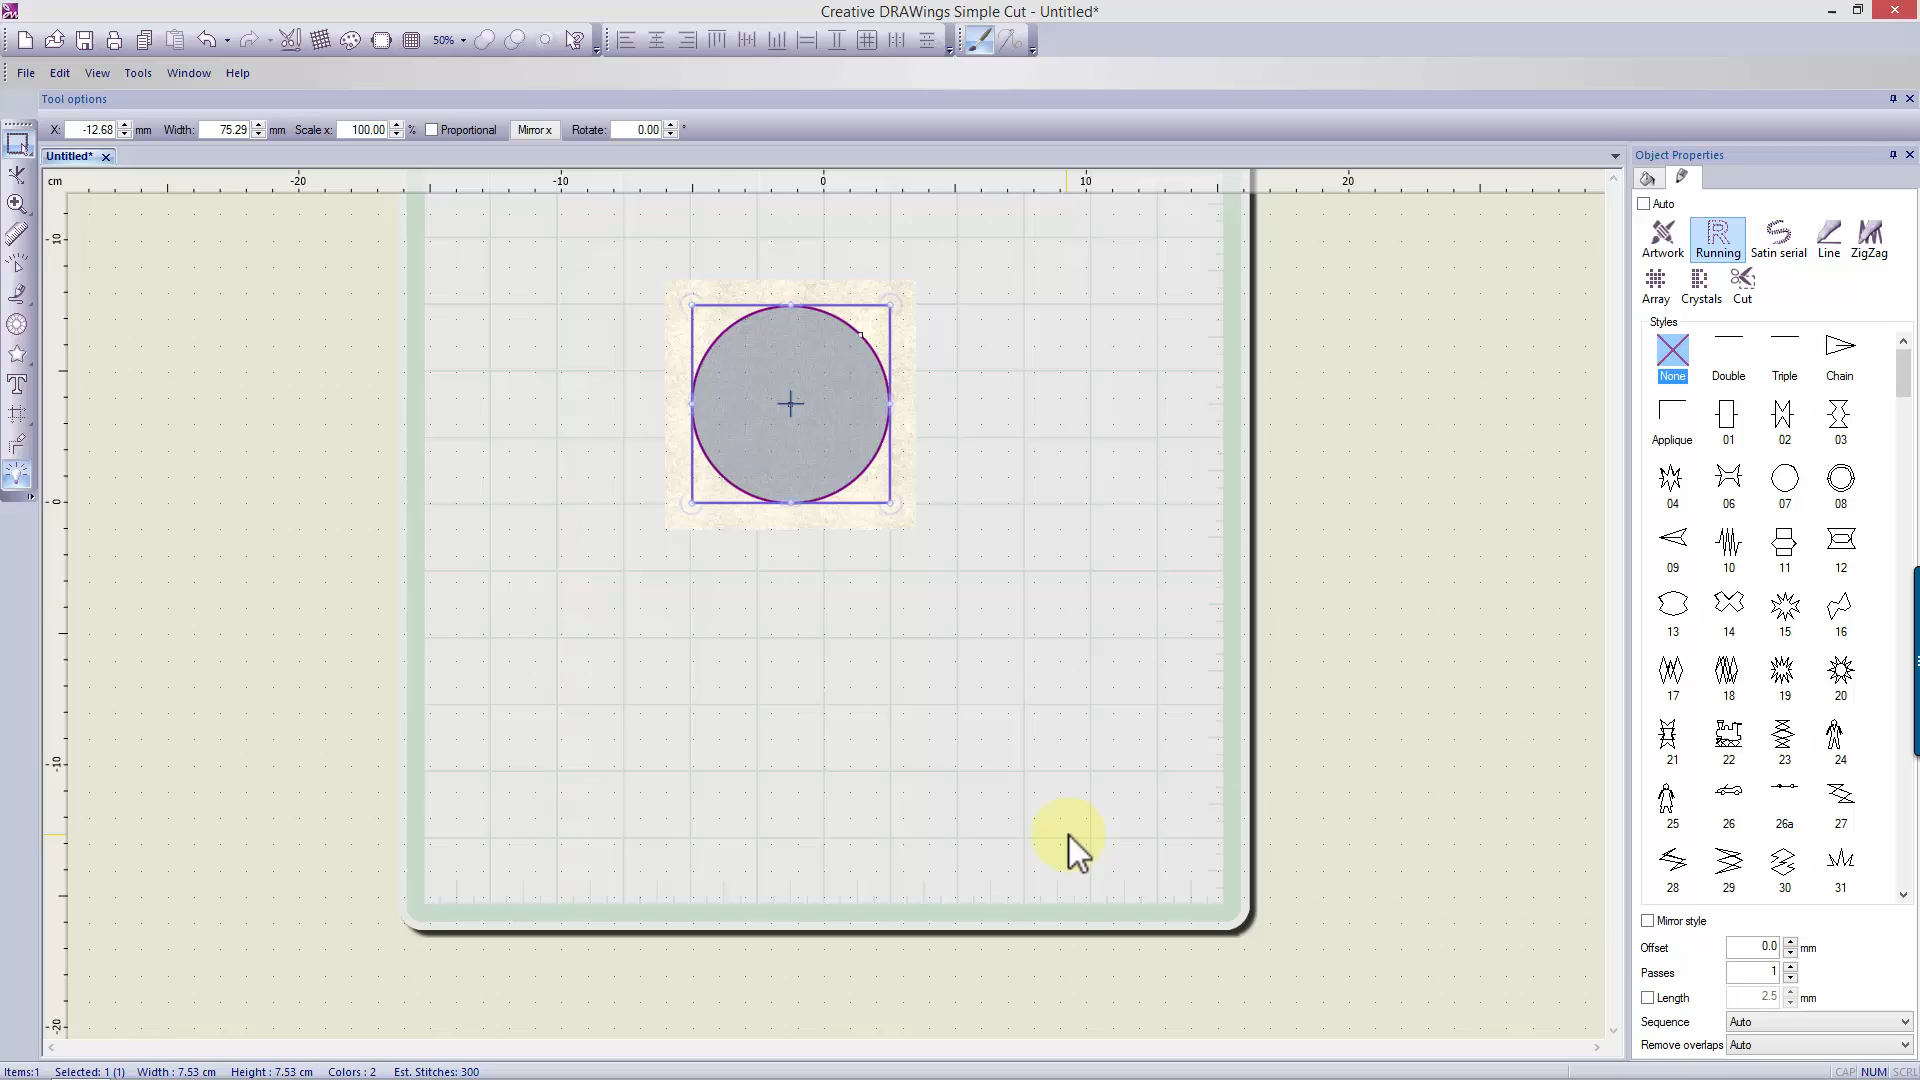 Creative DRAWings Simple Cut - Untitled*
50%
File Edit View Tools Window Help
Tool options
X: -12.68 mm Width: 75.29 mm Scale x: 100.00 % Proportional Mirror x Rotate: 0.00 °
Untitled*
Object Properties
cm -20 -10 0 10 20
10
0
-10
-20
Auto
Artwork Running Satin serial Line ZigZag
Array Crystals Cut
Styles
None Double Triple Chain
Applique 01 02 03
04 06 07 08
09 10 11 12
13 14 15 16
17 18 19 20
21 22 23 24
25 26 26a 27
28 29 30 31
Mirror style
Offset 0.0 mm
Passes 1
Length 2.5 mm
Sequence Auto
Remove overlaps Auto
Items:1 Selected: 1 (1) Width : 7.53 cm Height : 7.53 cm Colors : 2 Est. Stitches: 300 CAP NUM SCRL